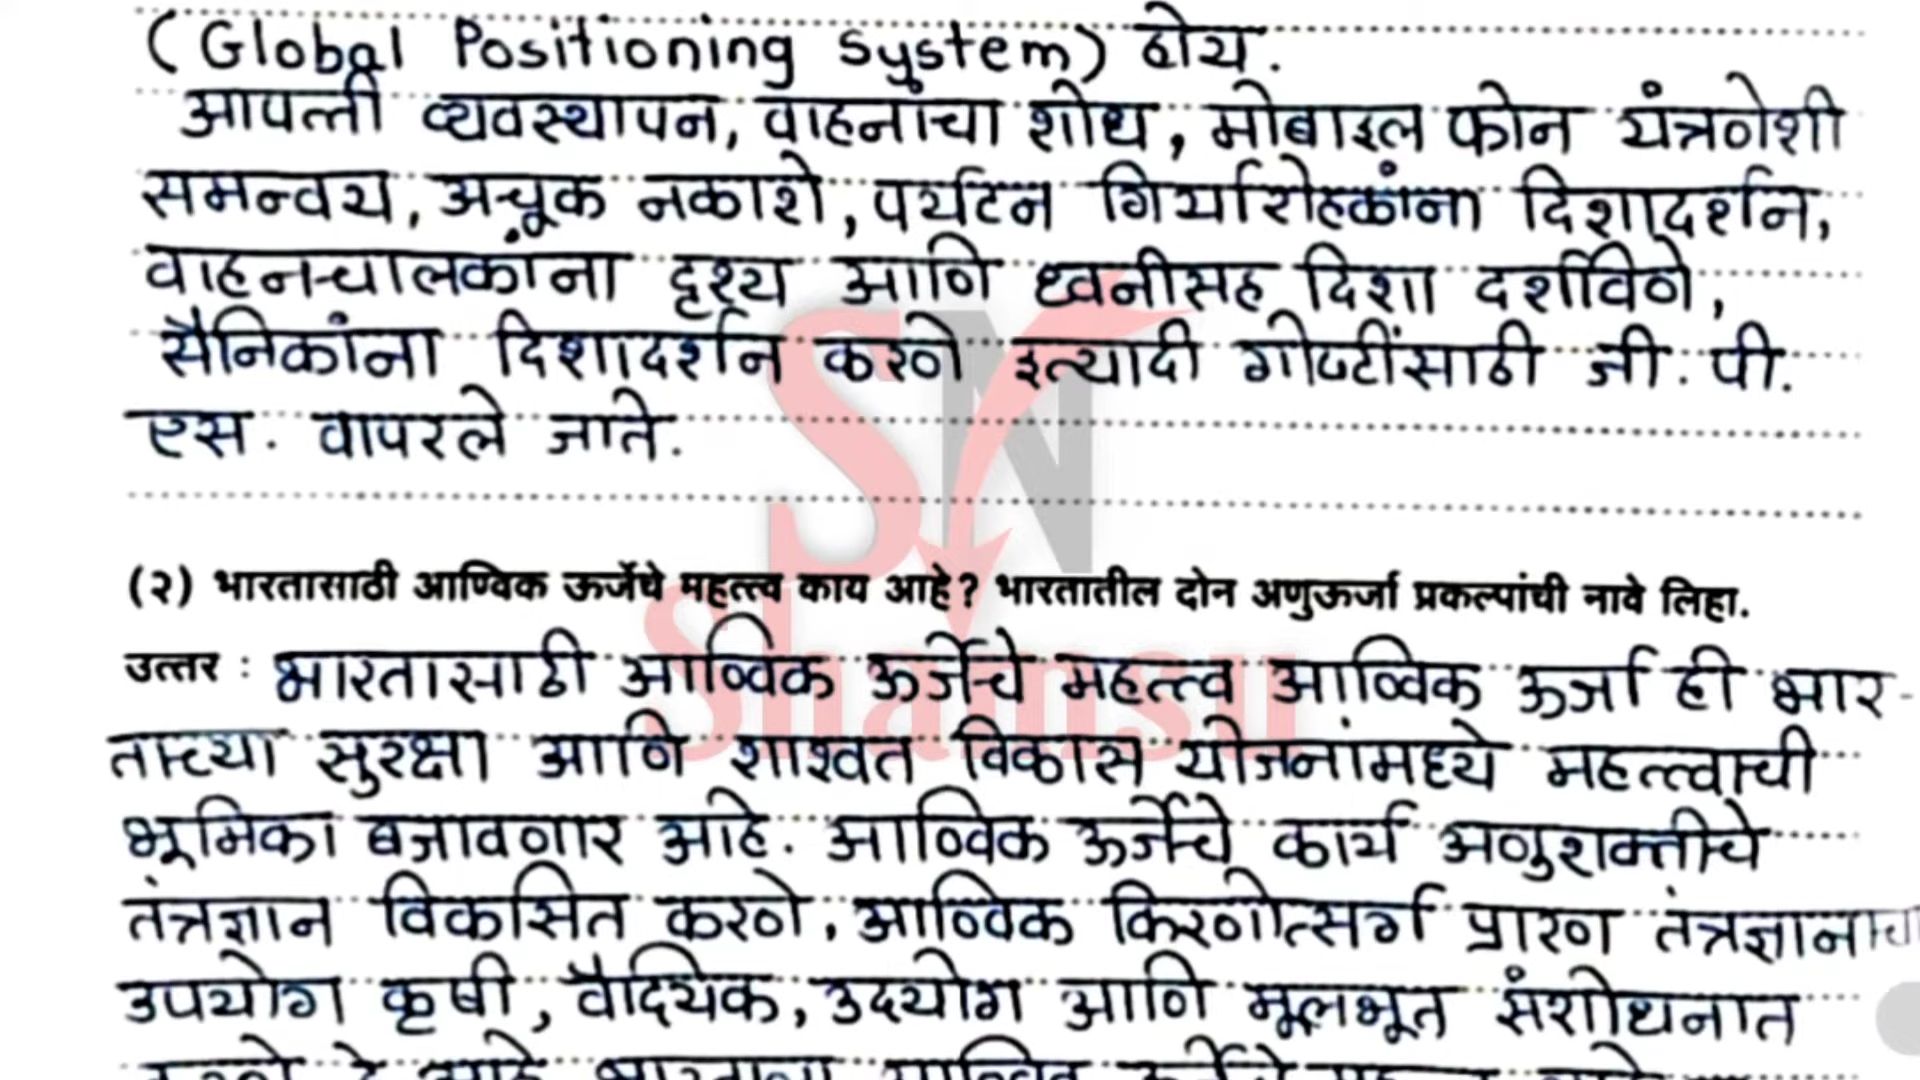 (Global Positioning System) होय.
आपत्ती व्यवस्थापन, वाहनांचा शोध, मोबाइल फोन यंत्रणेशी
समन्वय, अचूक नकाशे, पर्यटन गिर्यारोहकांना दिशादर्शन,
वाहनचालकांना दृश्य आणि ध्वनीसह दिशा दर्शविणे,
सैनिकांना दिशादर्शन करणे इत्यादी गोष्टींसाठी जी. पी.
एस. वापरले जाते.
SN
Shamsu
(२) भारतासाठी आण्विक ऊर्जेचे महत्त्व काय आहे? भारतातील दोन अणुऊर्जा प्रकल्पांची नावे लिहा.
उत्तर : भारतासाठी आण्विक ऊर्जेचे महत्त्व आण्विक ऊर्जा ही भार-
ताच्या सुरक्षा आणि शाश्वत विकास योजनांमध्ये महत्त्वाची
भूमिका बजावणार आहे. आण्विक ऊर्जेचे कार्य अणुशक्तीचे
तंत्रज्ञान विकसित करणे. आण्विक किरणोत्सर्ग प्रारण तंत्रज्ञानाचा
उपयोग कृषी, वैद्यिक, उद्योग आणि मूलभूत संशोधनात